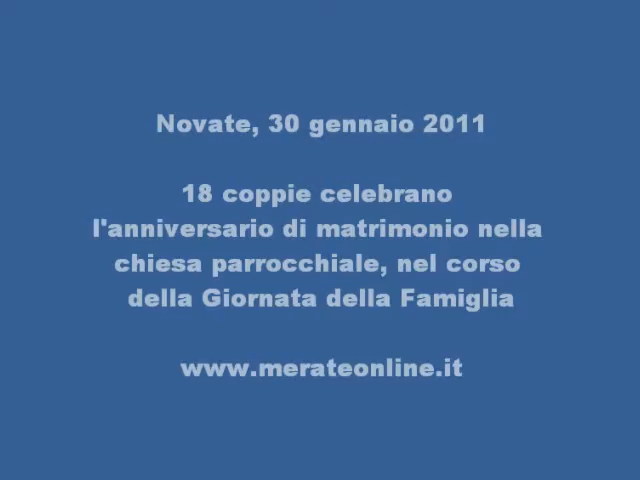 Novate, 30 gennaio 2011
18 coppie celebrano
l'anniversario di matrimonio nella
chiesa parrocchiale, nel corso
della Giornata della Famiglia
www.merateonline.it